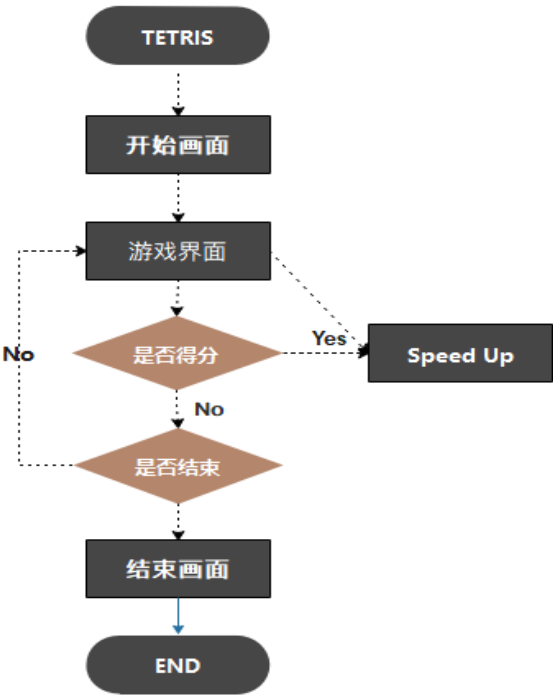 TETRIS
开始画面
游戏界面
No
是否得分
Yes
Speed Up
No
是否结束
结束画面
END